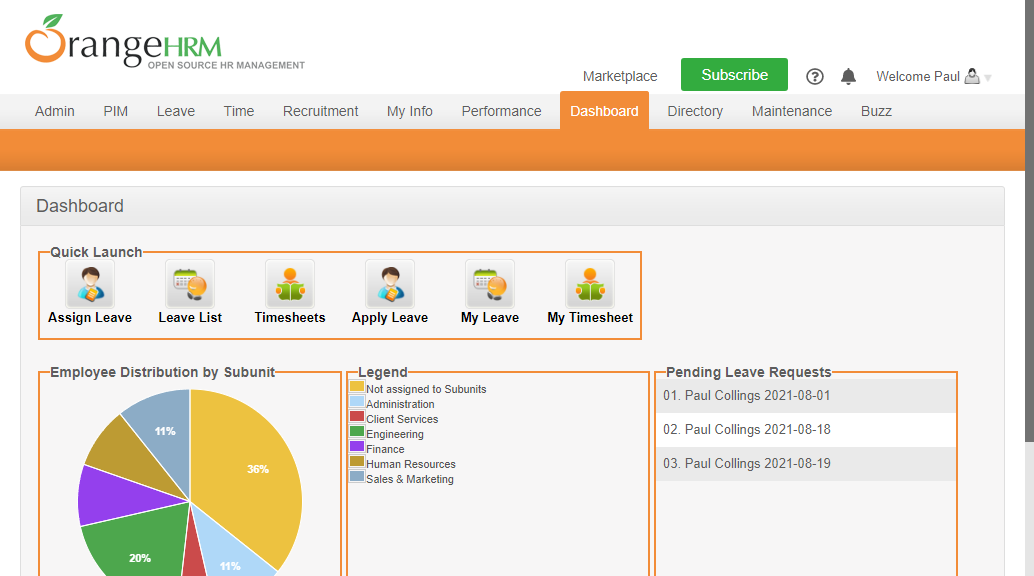 OrangeHRM
OPEN SOURCE HR MANAGEMENT
Marketplace Subscribe ? Welcome Paul
Admin PIM Leave Time Recruitment My Info Performance Dashboard Directory Maintenance Buzz
Dashboard
Quick Launch
Assign Leave Leave List Timesheets Apply Leave My Leave My Timesheet
Employee Distribution by Subunit
11%
36%
20%
11%
Legend
Not assigned to Subunits
Administration
Client Services
Engineering
Finance
Human Resources
Sales & Marketing
Pending Leave Requests
01. Paul Collings 2021-08-01
02. Paul Collings 2021-08-18
03. Paul Collings 2021-08-19